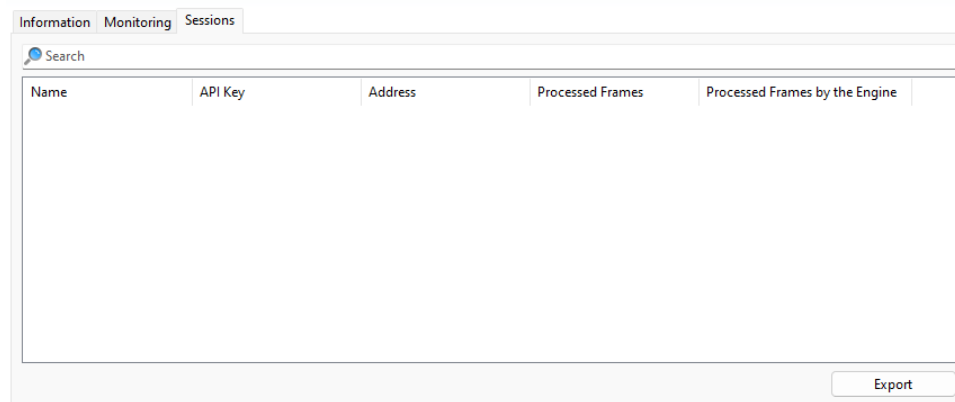 Information Monitoring Sessions
Search
Name API Key Address Processed Frames Processed Frames by the Engine
Export